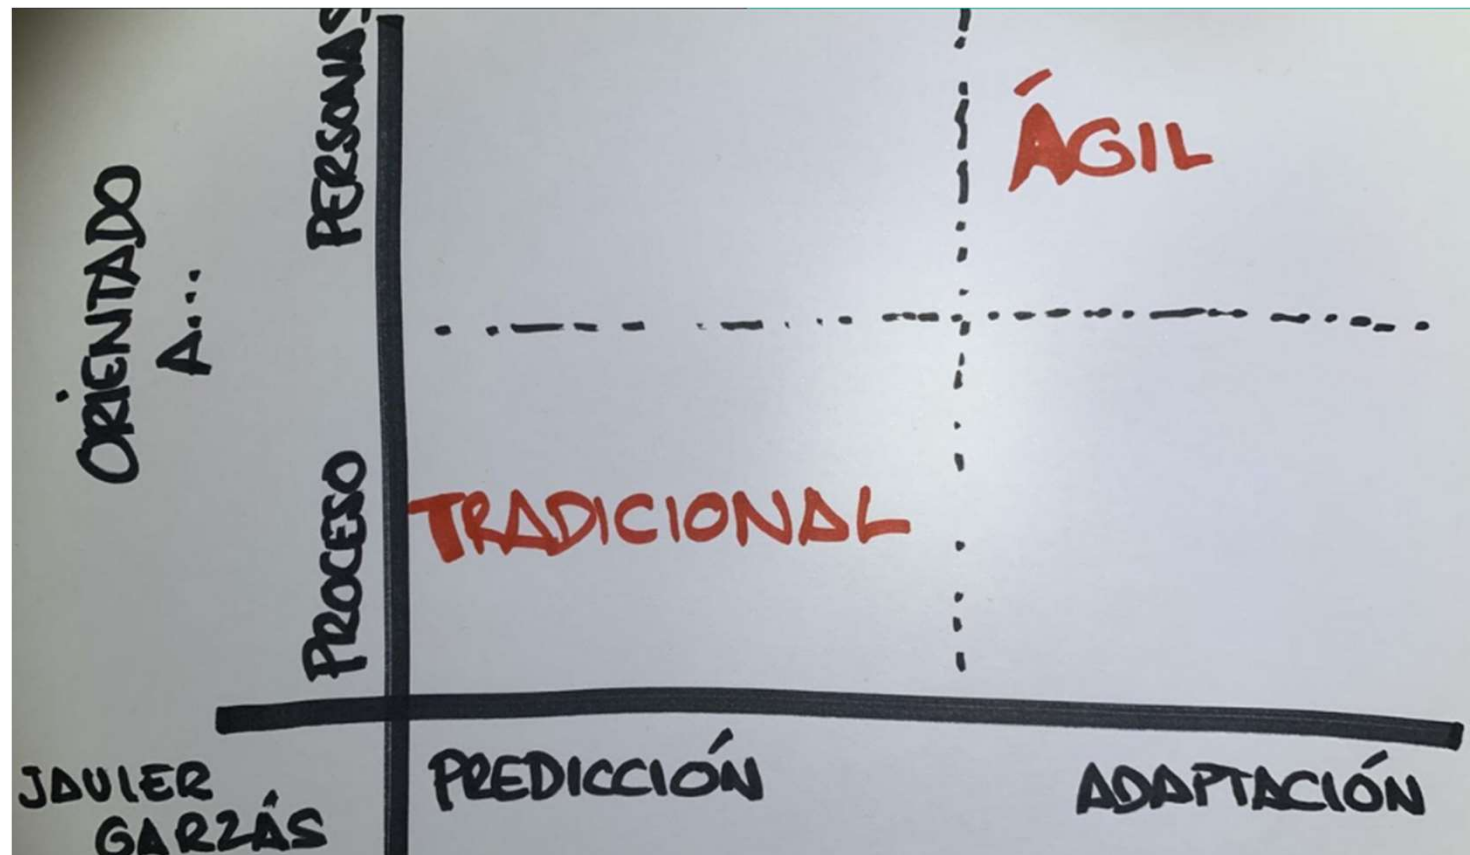 PERSONAS
ÁGIL
ORIENTADO
A...
PROCESO
TRADICIONAL
PREDICCIÓN
ADAPTACIÓN
JAVIER
GARZÁS